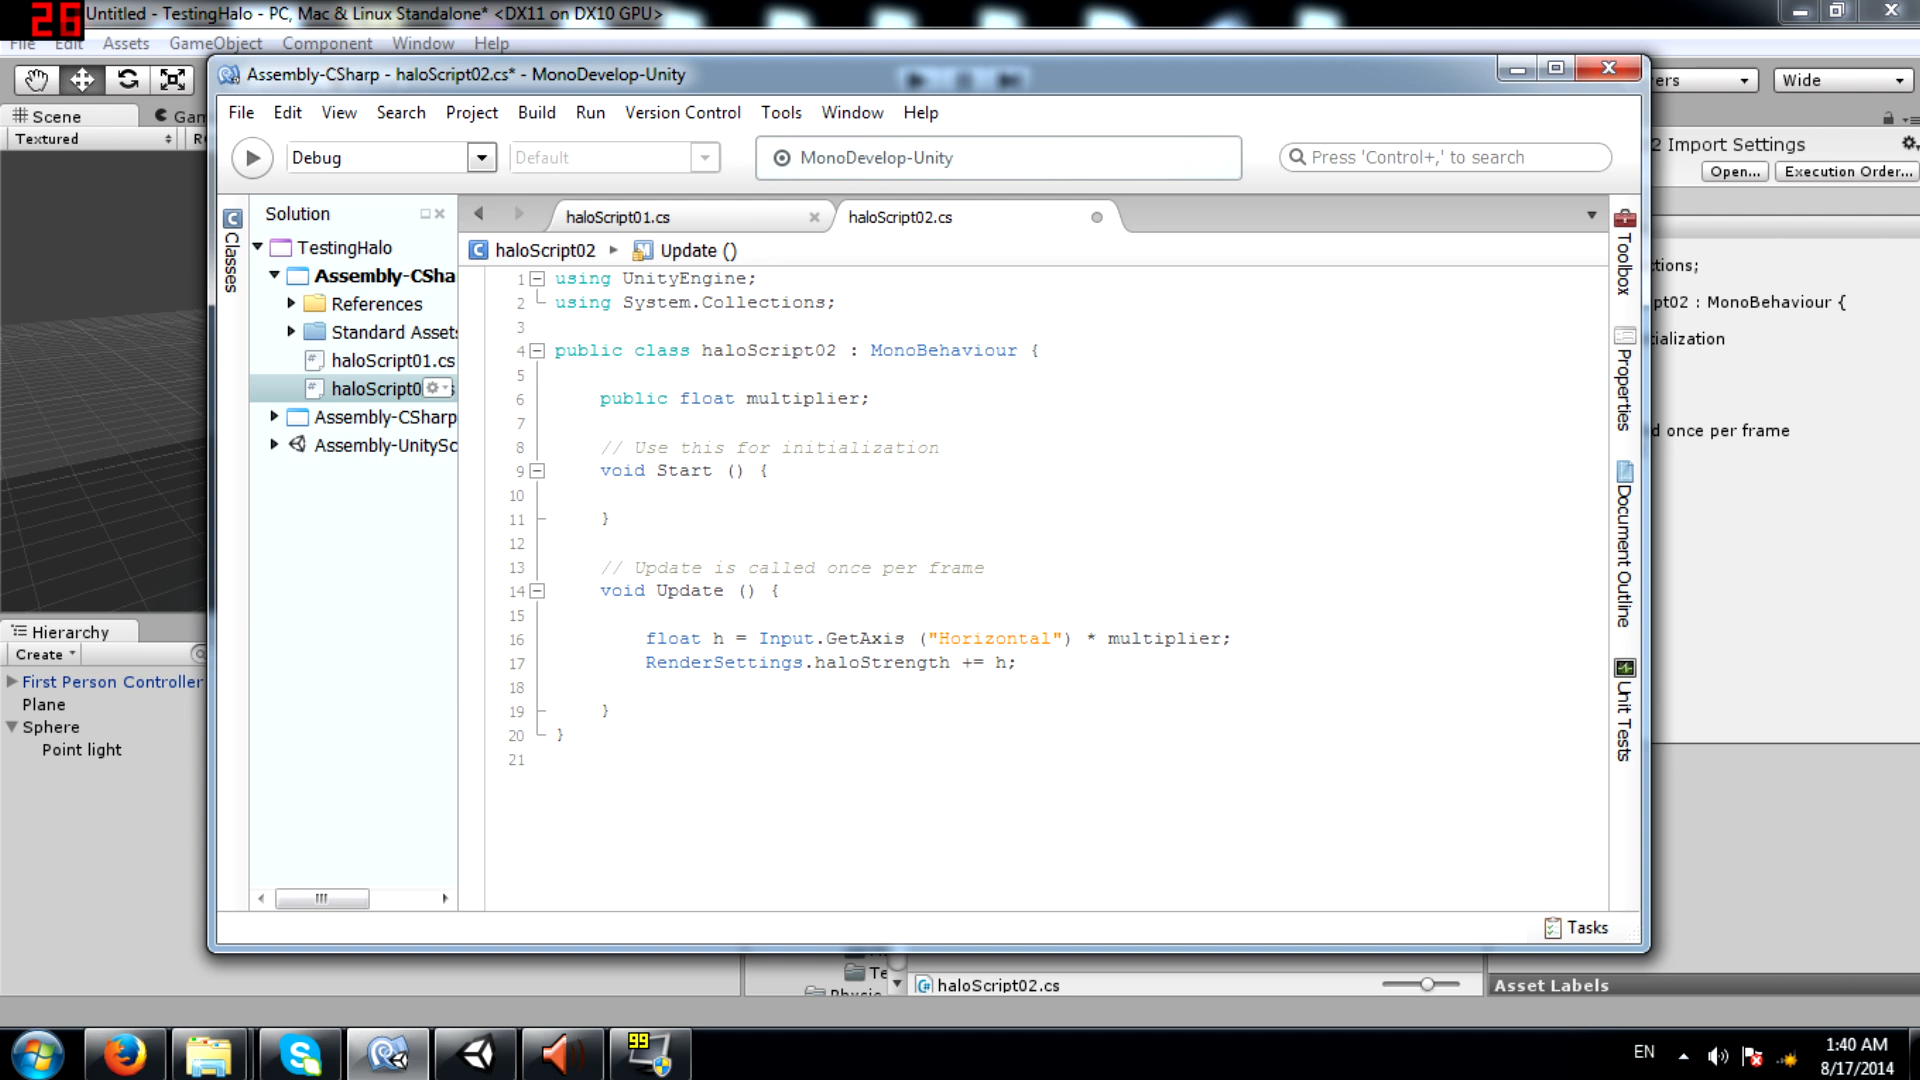 26
Untitled - TestingHalo - PC, Mac & Linux Standalone* <DX11 on DX10 GPU>
File Edit Assets GameObject Component Window Help
Assembly-CSharp - haloScript02.cs* - MonoDevelop-Unity
Wide
File Edit View Search Project Build Run Version Control Tools Window Help
Scene
Textured
Debug
Default
MonoDevelop-Unity
Press 'Control+,' to search
2 Import Settings
Open...
Execution Order...
Classes
Solution
TestingHalo
Assembly-CSha
References
Standard Assets
haloScript01.cs
haloScript0
Assembly-CSharp
Assembly-UnitySc
haloScript01.cs
haloScript02.cs
haloScript02
Update ()
1 using UnityEngine;
2 using System.Collections;
3
4 public class haloScript02 : MonoBehaviour {
5
6 public float multiplier;
7
8 // Use this for initialization
9 void Start () {
10
11 }
12
13 // Update is called once per frame
14 void Update () {
15
16 float h = Input.GetAxis ("Horizontal") * multiplier;
17 RenderSettings.haloStrength += h;
18
19 }
20 }
21
Toolbox
Properties
Document Outline
Unit Tests
ctions;
pt02 : MonoBehaviour {
ialization
d once per frame
Hierarchy
Create
First Person Controller
Plane
Sphere
Point light
Tasks
Te
haloScript02.cs
Asset Labels
99
EN
1:40 AM
8/17/2014